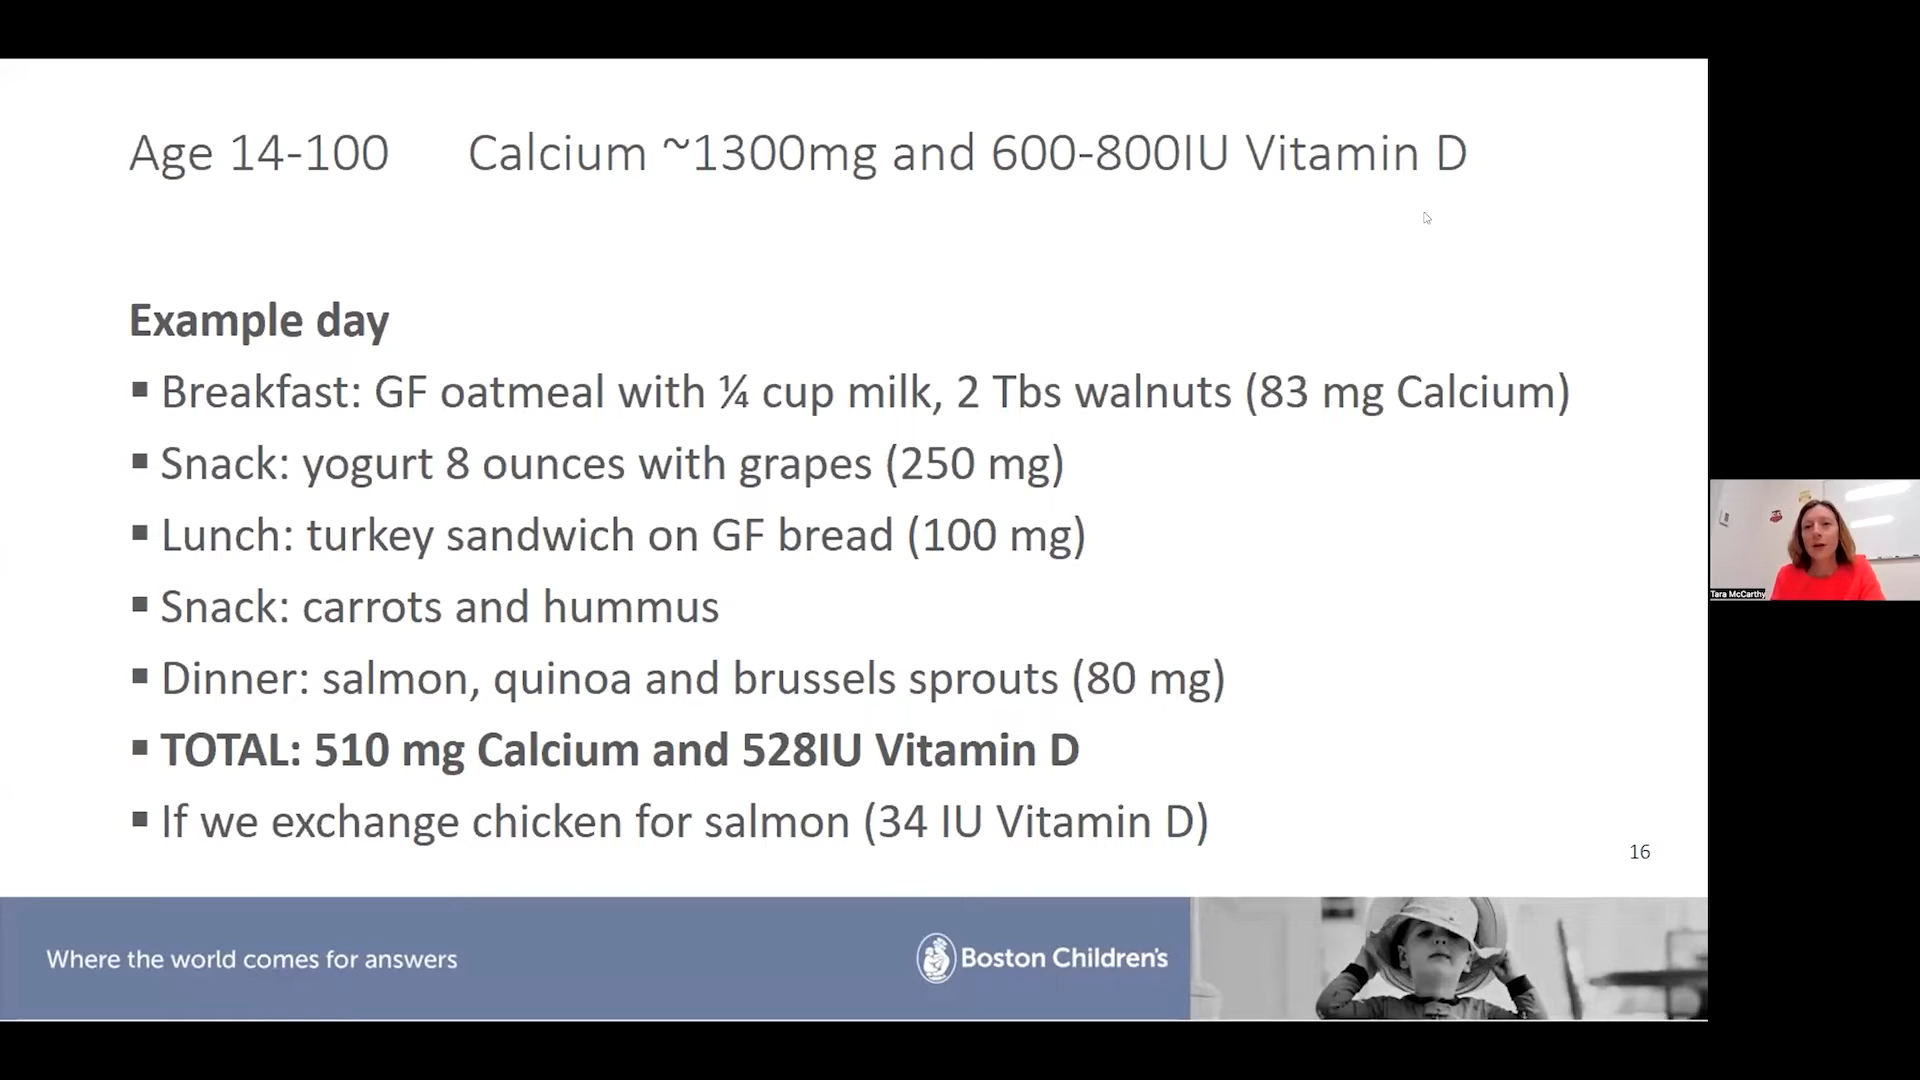 Age 14-100 Calcium ~1300mg and 600-800IU Vitamin D
Example day
▪ Breakfast: GF oatmeal with ¼ cup milk, 2 Tbs walnuts (83 mg Calcium)
▪ Snack: yogurt 8 ounces with grapes (250 mg)
▪ Lunch: turkey sandwich on GF bread (100 mg)
▪ Snack: carrots and hummus
▪ Dinner: salmon, quinoa and brussels sprouts (80 mg)
▪ TOTAL: 510 mg Calcium and 528IU Vitamin D
▪ If we exchange chicken for salmon (34 IU Vitamin D)
16
Where the world comes for answers
Boston Children's
Tara McCarthy